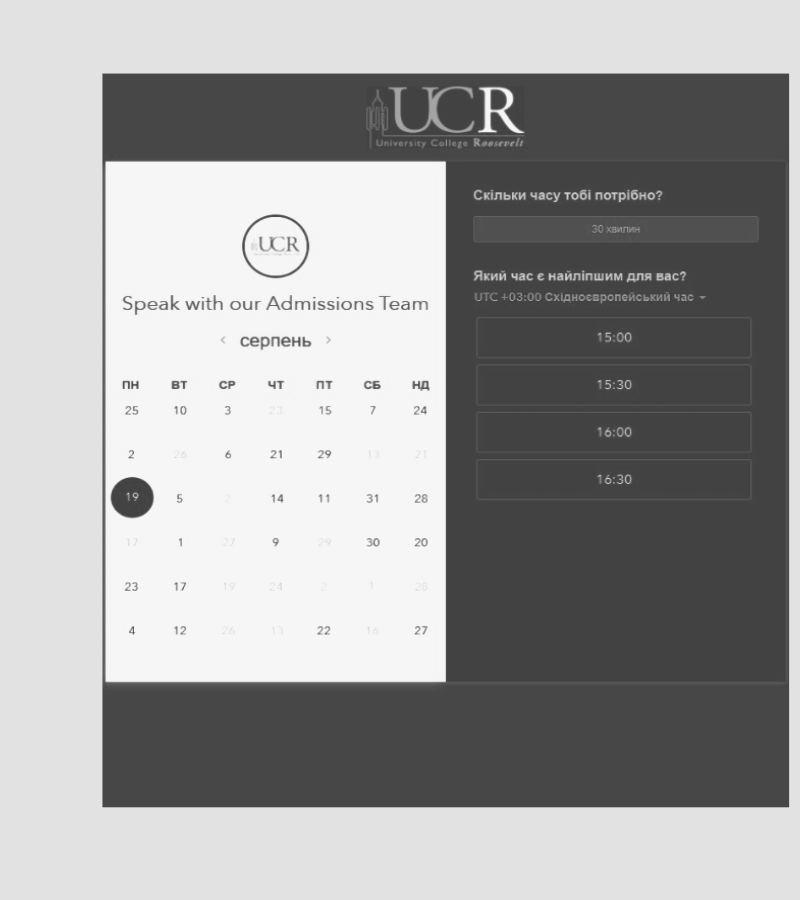 UCR
University College Roosevelt
UCR
Speak with our Admissions Team
< серпень >
ПН ВТ СР ЧТ ПТ СБ НД
25 10 3 23 15 7 24
2 26 6 21 29 13 21
19 5 2 14 11 31 28
17 1 27 9 29 30 20
23 17 19 24 2 1 28
4 12 26 13 22 16 27
Скільки часу тобі потрібно?
30 хвилин
Який час є найліпшим для вас?
UTC +03:00 Східноєвропейський час
15:00
15:30
16:00
16:30